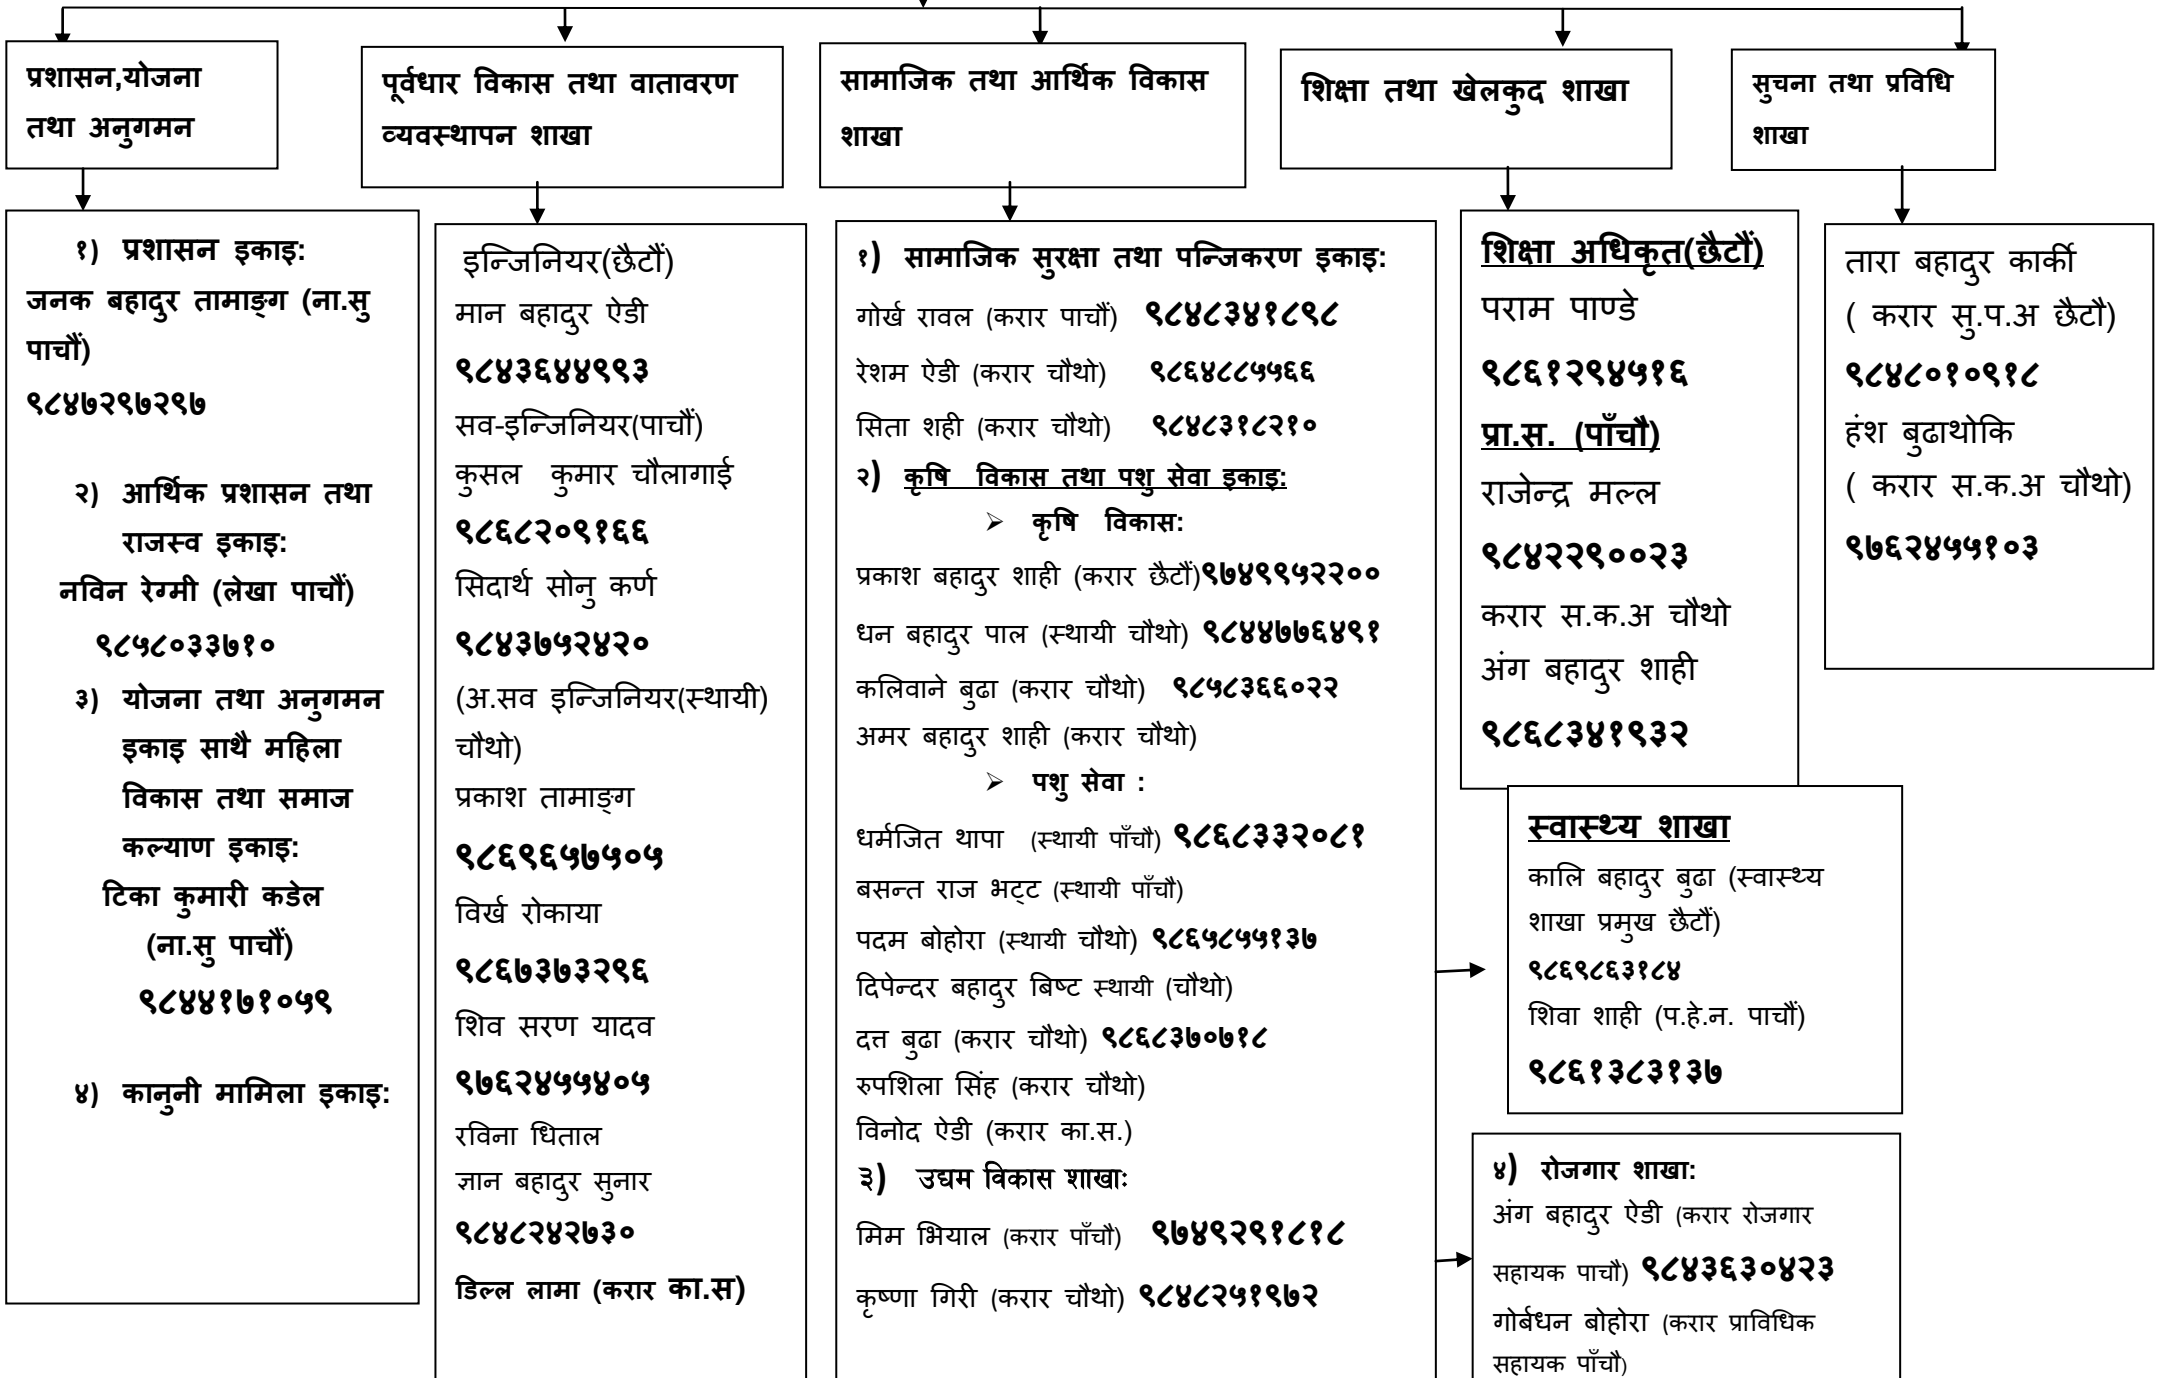 प्रशासन,योजना
तथा अनुगमन
पूर्वधार विकास तथा वातावरण
व्यवस्थापन शाखा
सामाजिक तथा आर्थिक विकास
शाखा
शिक्षा तथा खेलकुद शाखा
सुचना तथा प्रविधि
शाखा
१) प्रशासन इकाइ:
जनक बहादुर तामाङ्ग (ना.सु
पाचौं)
९८४७२९७२९७
२) आर्थिक प्रशासन तथा
राजस्व इकाइ:
नविन रेग्मी (लेखा पाचौं)
९८५८०३३७१०
३) योजना तथा अनुगमन
इकाइ साथै महिला
विकास तथा समाज
कल्याण इकाइ:
टिका कुमारी कडेल
(ना.सु पाचौं)
९८४४१७१०५९
४) कानुनी मामिला इकाइ:
इन्जिनियर(छैटौं)
मान बहादुर ऐडी
९८४३६४४९९३
सव-इन्जिनियर(पाचौं)
कुसल कुमार चौलागाई
९८६८२०९१६६
सिदार्थ सोनु कर्ण
९८४३७५२४२०
(अ.सव इन्जिनियर(स्थायी)
चौथो)
प्रकाश तामाङ्ग
९८६९६५७५०५
विर्ख रोकाया
९८६७३७३२९६
शिव सरण यादव
९७६२४५५४०५
रविना धिताल
ज्ञान बहादुर सुनार
९८४८२४२७३०
डिल्ल लामा (करार का.स)
१) सामाजिक सुरक्षा तथा पन्जिकरण इकाइ:
गोर्ख रावल (करार पाचौं) ९८४८३४१८९८
रेशम ऐडी (करार चौथो) ९८६४८८५५६६
सिता शही (करार चौथो) ९८४८३१८२१०
२) कृषि विकास तथा पशु सेवा इकाइ:
➢ कृषि विकास:
प्रकाश बहादुर शाही (करार छैटौं)९७४९९५२२००
धन बहादुर पाल (स्थायी चौथो) ९८४४७७६४९१
कलिवाने बुढा (करार चौथो) ९८५८३६६०२२
अमर बहादुर शाही (करार चौथो)
➢ पशु सेवा :
धर्मजित थापा (स्थायी पाँचौ) ९८६८३३२०८१
बसन्त राज भट्ट (स्थायी पाँचौ)
पदम बोहोरा (स्थायी चौथो) ९८६५८५५१३७
दिपेन्दर बहादुर बिष्ट स्थायी (चौथो)
दत्त बुढा (करार चौथो) ९८६८३७०७१८
रुपशिला सिंह (करार चौथो)
विनोद ऐडी (करार का.स.)
३) उद्यम विकास शाखाः
मिम भियाल (करार पाँचौ) ९७४९२९१८१८
कृष्णा गिरी (करार चौथो) ९८४८२५१९७२
शिक्षा अधिकृत(छैटौं)
पराम पाण्डे
९८६१२९४५१६
प्रा.स. (पाँचौ)
राजेन्द्र मल्ल
९८४२२९००२३
करार स.क.अ चौथो
अंग बहादुर शाही
९८६८३४१९३२
तारा बहादुर कार्की
( करार सु.प.अ छैटौ)
९८४८०१०९१८
हंश बुढाथोकि
( करार स.क.अ चौथो)
९७६२४५५१०३
स्वास्थ्य शाखा
कालि बहादुर बुढा (स्वास्थ्य
शाखा प्रमुख छैटौं)
९८६९८६३१८४
शिवा शाही (प.हे.न. पाचौं)
९८६१३८३१३७
४) रोजगार शाखा:
अंग बहादुर ऐडी (करार रोजगार
सहायक पाचौ) ९८४३६३०४२३
गोर्बधन बोहोरा (करार प्राविधिक
सहायक पाँचौ)